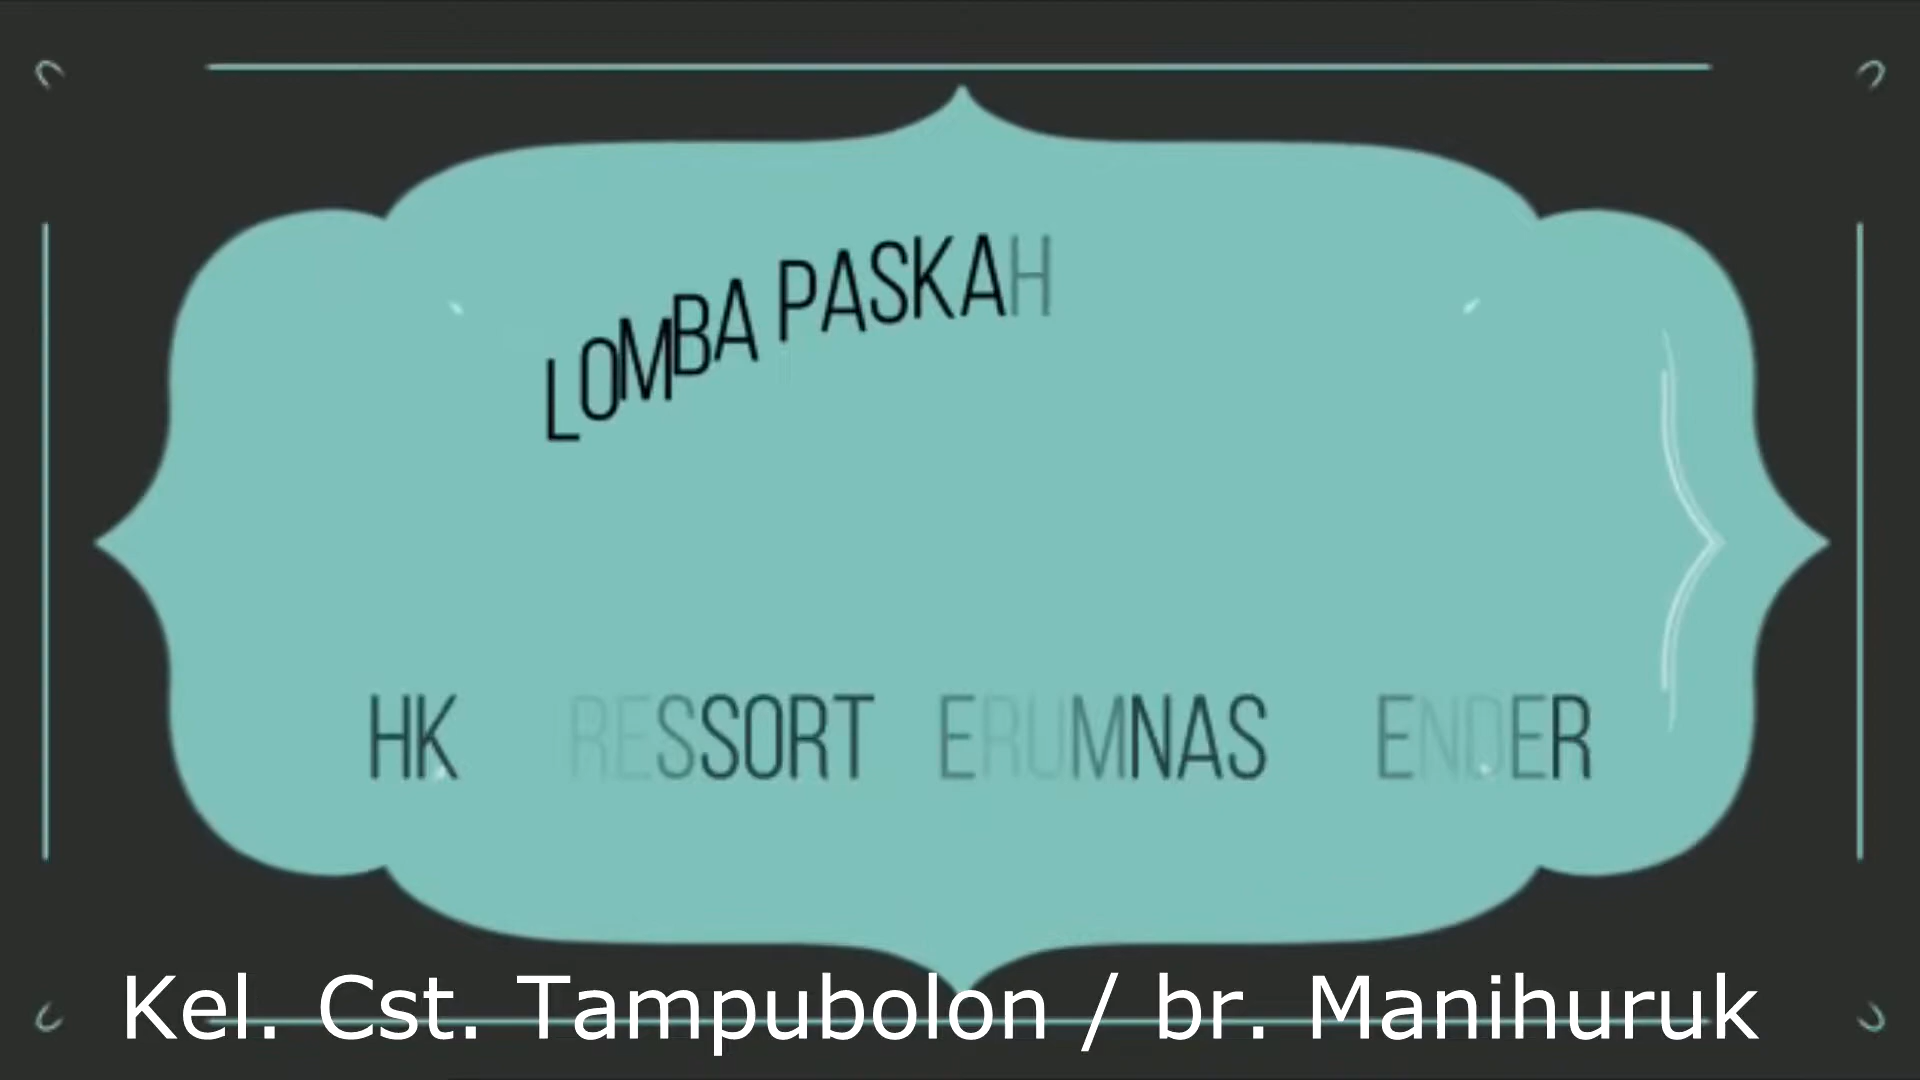 LOMBA PASKAH
HK RESSORT ERUMNAS ENDER
Kel. Cst. Tampubolon / br. Manihuruk